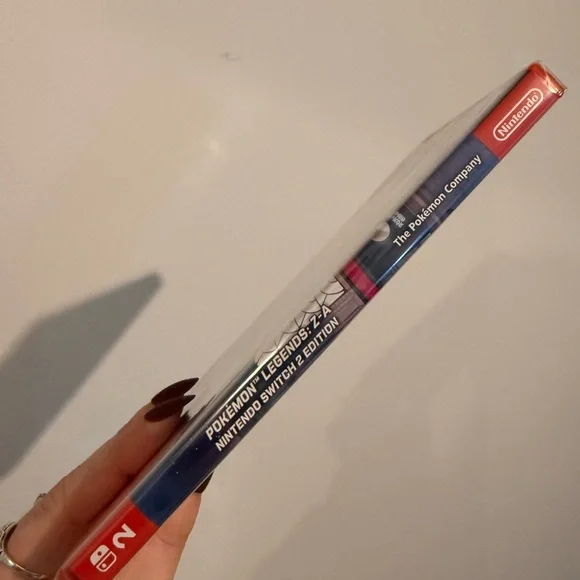 2
POKÉMON™ LEGENDS: Z-A
NINTENDO SWITCH 2 EDITION
The Pokémon Company
Nintendo